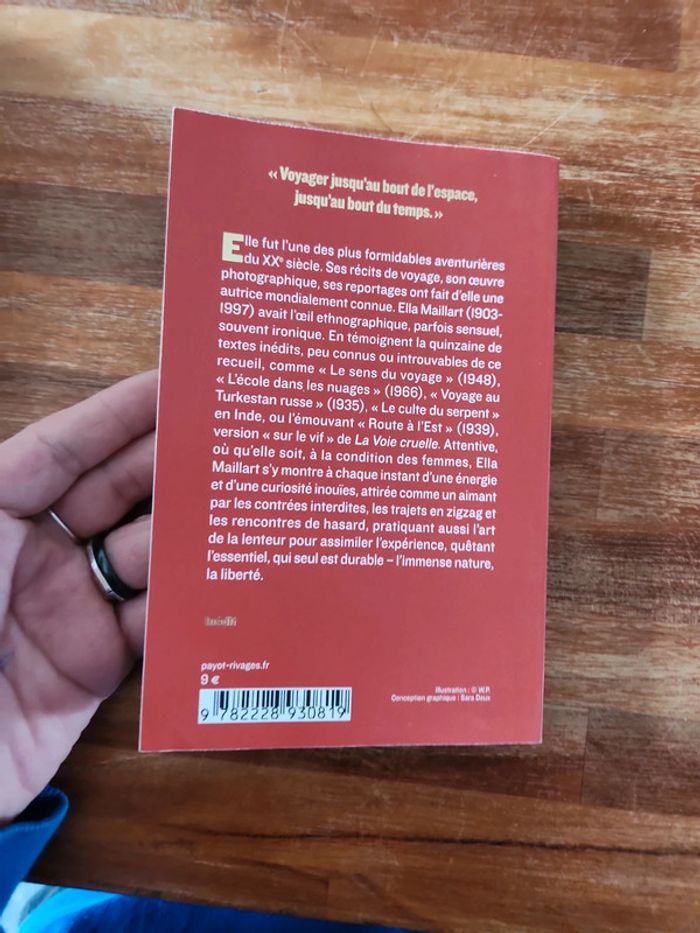 « Voyager jusqu'au bout de l'espace,
jusqu'au bout du temps. »
Elle fut l'une des plus formidables aventurières
du XXe siècle. Ses récits de voyage, son œuvre
photographique, ses reportages ont fait d'elle une
autrice mondialement connue. Ella Maillart (1903-
1997) avait l'œil ethnographique, parfois sensuel,
souvent ironique. En témoignent la quinzaine de
textes inédits, peu connus ou introuvables de ce
recueil, comme « Le sens du voyage » (1948),
« L'école dans les nuages » (1966), « Voyage au
Turkestan russe » (1935), « Le culte du serpent »
en Inde, ou l'émouvant « Route à l'Est » (1939),
version « sur le vif » de La Voie cruelle. Attentive,
où qu'elle soit, à la condition des femmes, Ella
Maillart s'y montre à chaque instant d'une énergie
et d'une curiosité inouïes, attirée comme un aimant
par les contrées interdites, les trajets en zigzag et
les rencontres de hasard, pratiquant aussi l'art
de la lenteur pour assimiler l'expérience, quêtant
l'essentiel, qui seul est durable – l'immense nature,
la liberté.
Inédit
payot-rivages.fr
9 €
Illustration : © W.P.
Conception graphique : Sara Deux
9 782228 930819